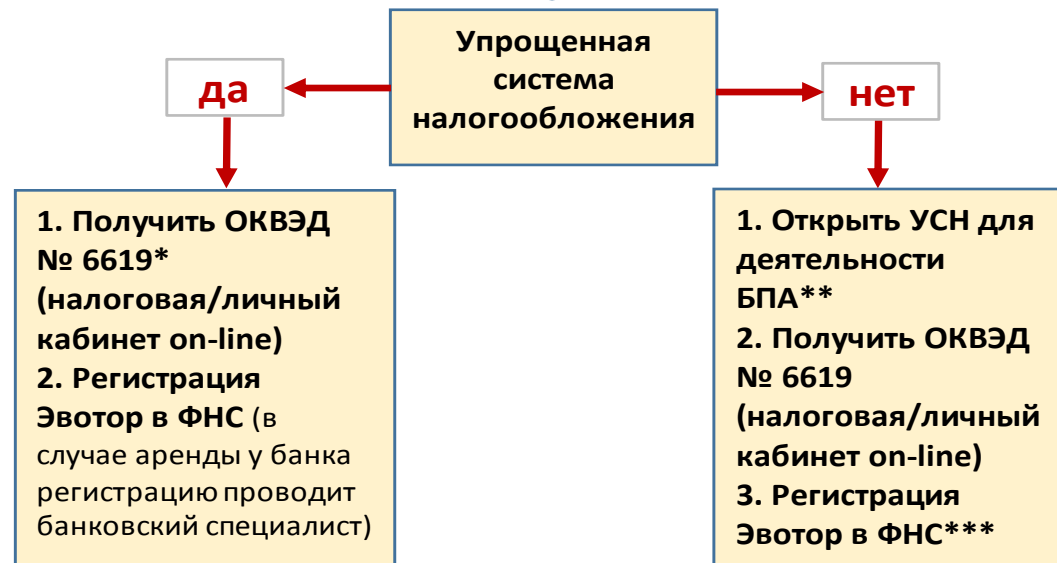 Упрощенная
система
налогообложения
да
нет
1. Получить ОКВЭД
№ 6619*
(налоговая/личный
кабинет on-line)
2. Регистрация
Эвотор в ФНС (в
случае аренды у банка
регистрацию проводит
банковский специалист)
1. Открыть УСН для
деятельности
БПА**
2. Получить ОКВЭД
№ 6619
(налоговая/личный
кабинет on-line)
3. Регистрация
Эвотор в ФНС***